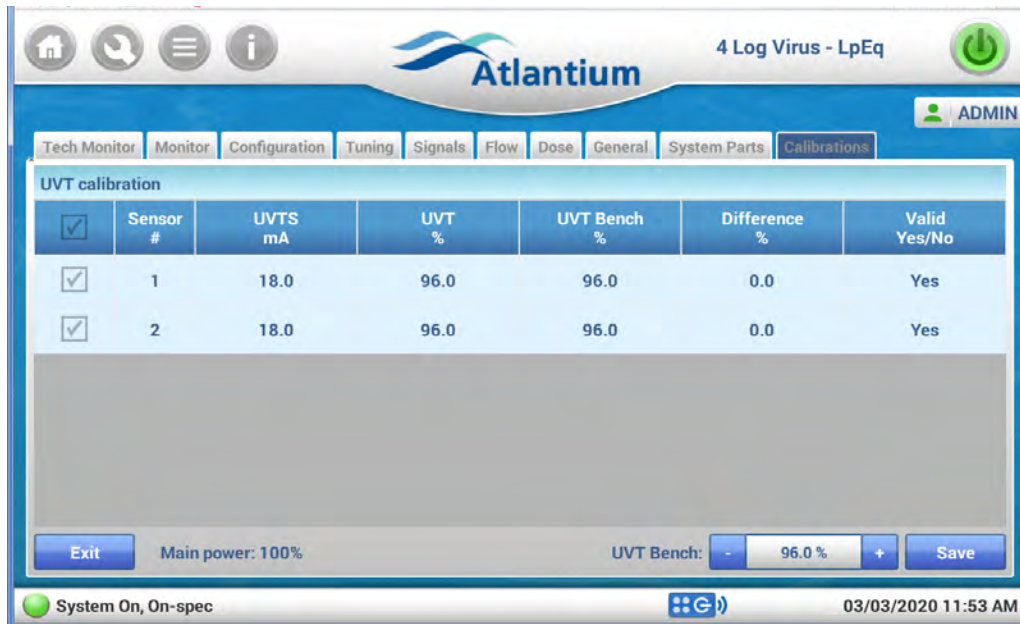 Atlantium
4 Log Virus - LpEq
ADMIN
Tech Monitor Monitor Configuration Tuning Signals Flow Dose General System Parts Calibrations
UVT calibration
Sensor # UVTS mA UVT % UVT Bench % Difference % Valid Yes/No
1 18.0 96.0 96.0 0.0 Yes
2 18.0 96.0 96.0 0.0 Yes
Exit Main power: 100% UVT Bench: - 96.0 % + Save
System On, On-spec 03/03/2020 11:53 AM